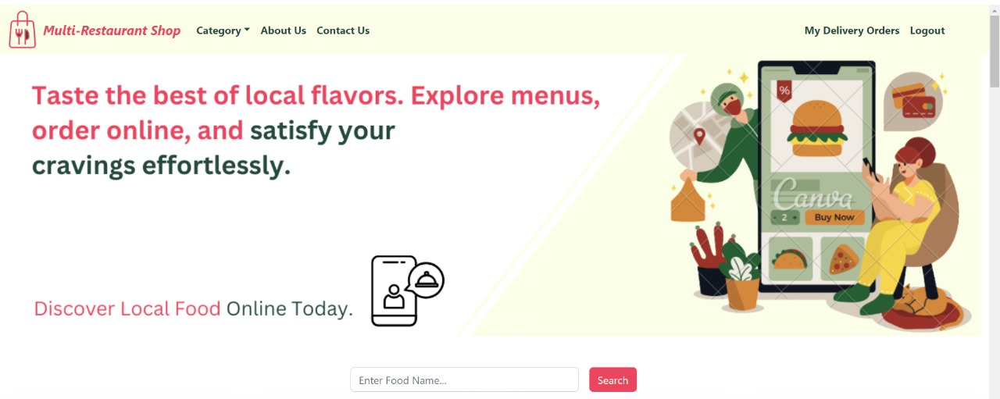 Multi-Restaurant Shop
Category
About Us
Contact Us
My Delivery Orders
Logout
Taste the best of local flavors. Explore menus,
order online, and satisfy your
cravings effortlessly.
%
Canva
- 2 +
Buy Now
Discover Local Food Online Today.
Enter Food Name...
Search